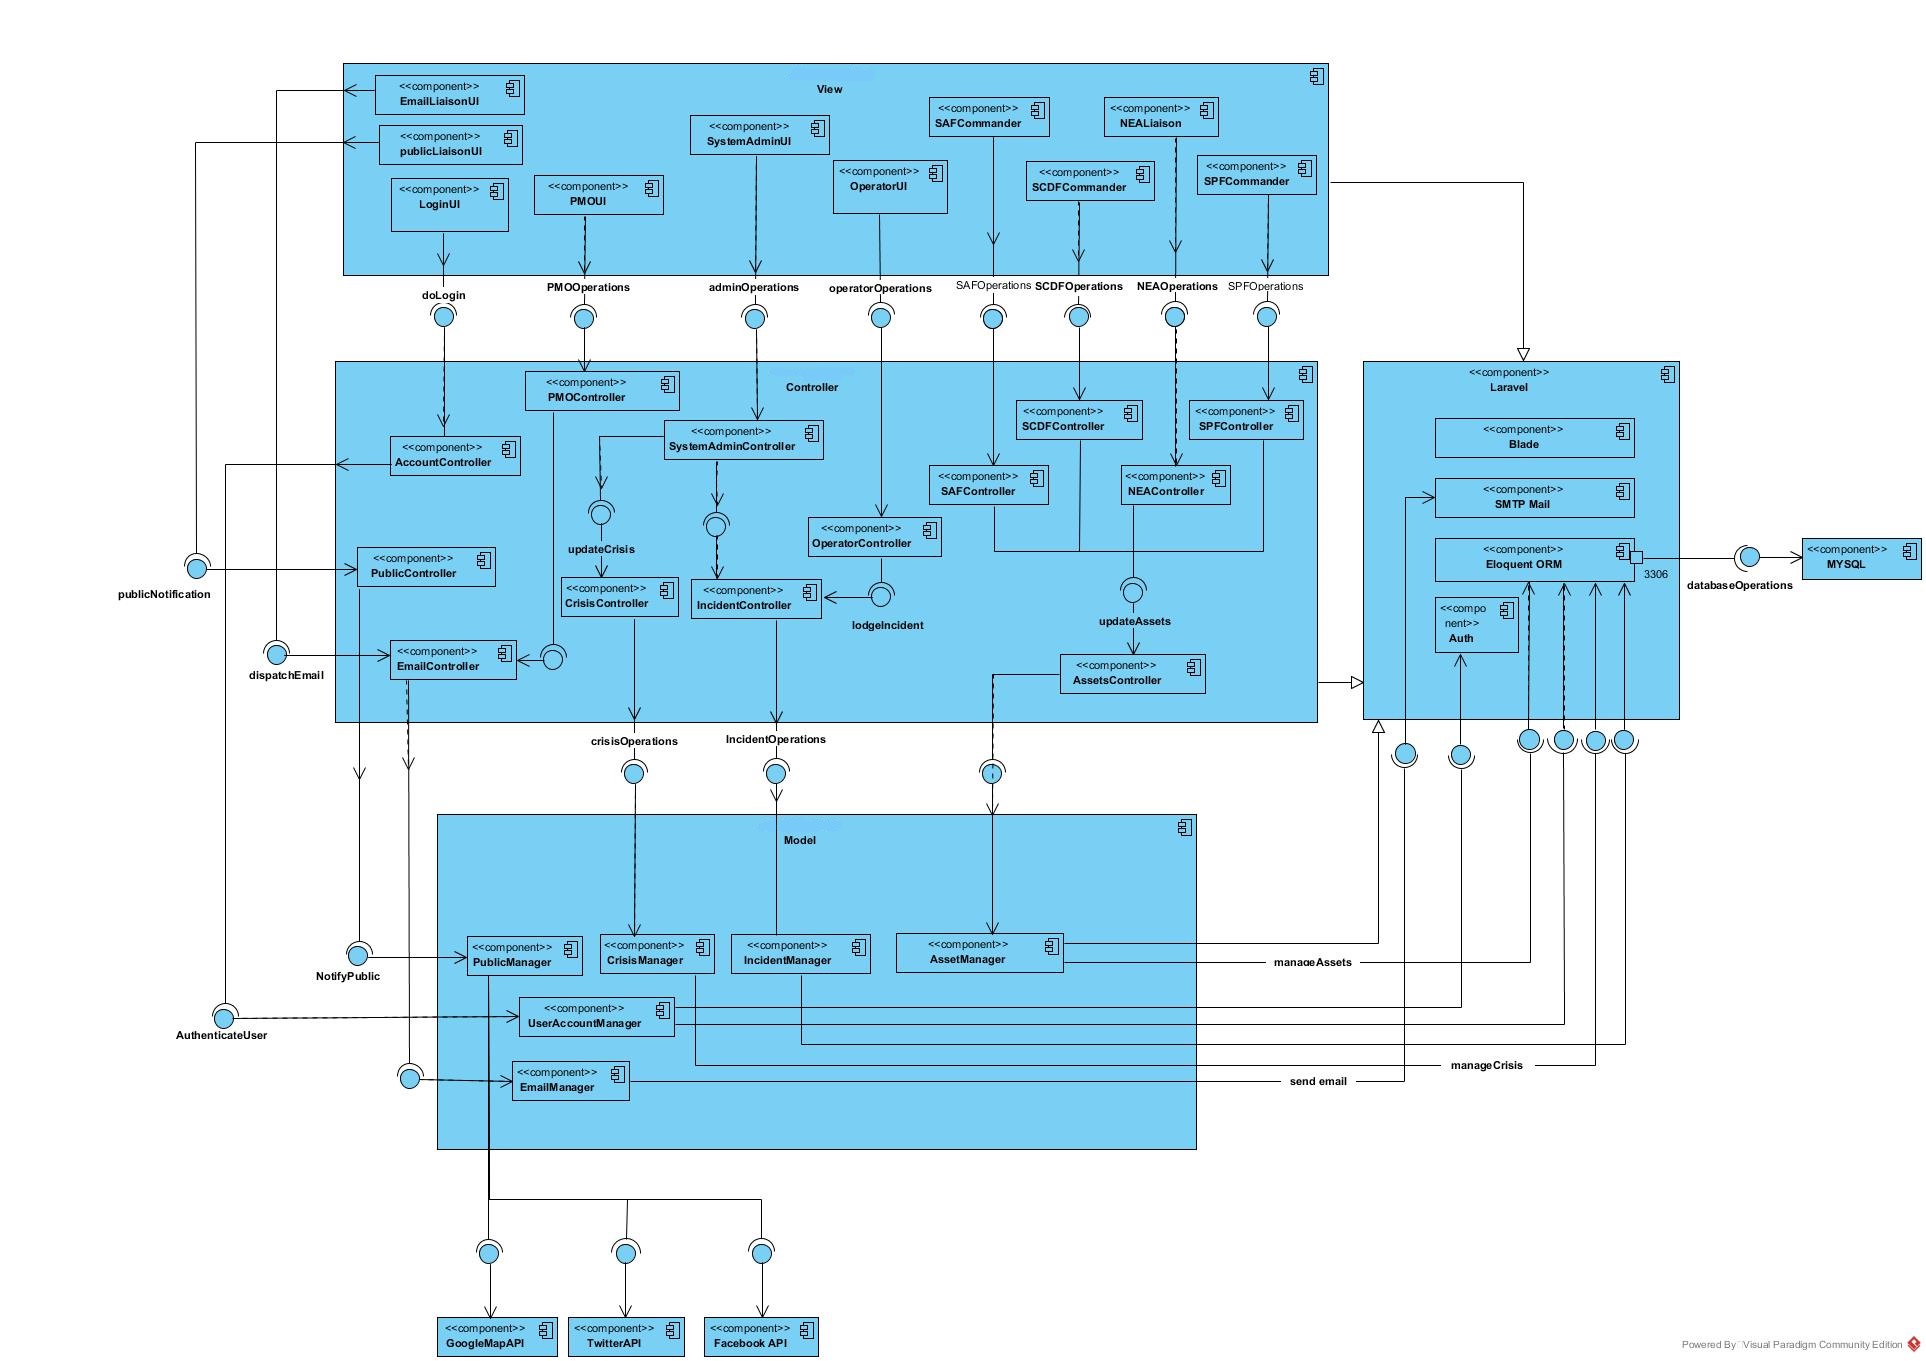 View
<<component>>
EmailLiaisonUI
<<component>>
publicLiaisonUI
<<component>>
LoginUI
<<component>>
PMOUI
<<component>>
SystemAdminUI
<<component>>
OperatorUI
<<component>>
SAFCommander
<<component>>
SCDFCommander
<<component>>
NEALiaison
<<component>>
SPFCommander
doLogin
PMOOperations
adminOperations
operatorOperations
SAFOperations
SCDFOperations
NEAOperations
SPFOperations
Controller
<<component>>
PMOController
<<component>>
SystemAdminController
<<component>>
AccountController
<<component>>
SCDFController
<<component>>
SPFController
<<component>>
SAFController
<<component>>
NEAController
<<component>>
OperatorController
updateCrisis
<<component>>
PublicController
<<component>>
CrisisController
<<component>>
IncidentController
lodgeIncident
updateAssets
<<component>>
EmailController
<<component>>
AssetsController
publicNotification
dispatchEmail
<<component>>
Laravel
<<component>>
Blade
<<component>>
SMTP Mail
<<component>>
Eloquent ORM
3306
<<compo
nent>>
Auth
databaseOperations
<<component>>
MYSQL
crisisOperations
IncidentOperations
Model
<<component>>
PublicManager
<<component>>
CrisisManager
<<component>>
IncidentManager
<<component>>
AssetManager
manageAssets
NotifyPublic
<<component>>
UserAccountManager
AuthenticateUser
manageCrisis
<<component>>
EmailManager
send email
<<component>>
GoogleMapAPI
<<component>>
TwitterAPI
<<component>>
Facebook API
Powered By Visual Paradigm Community Edition